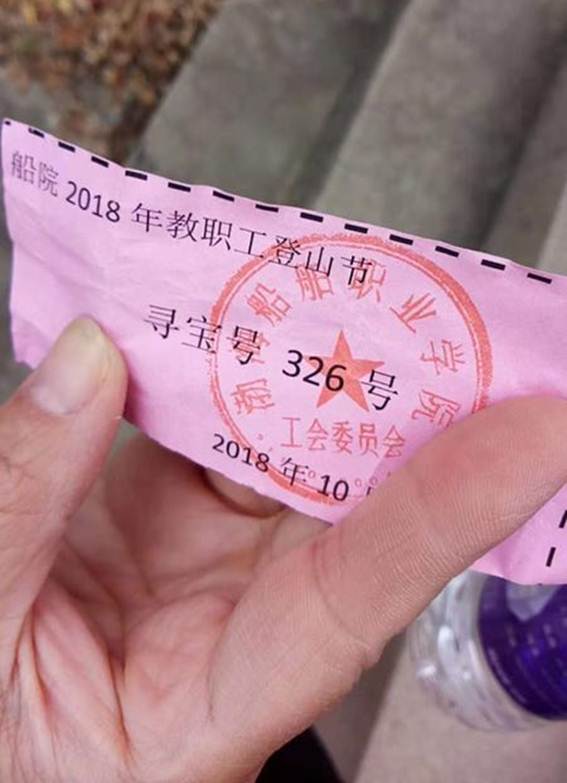 船院 2018 年教职工登山节
寻宝号 326 号
2018 年 10
渤海船舶职业学院
工会委员会